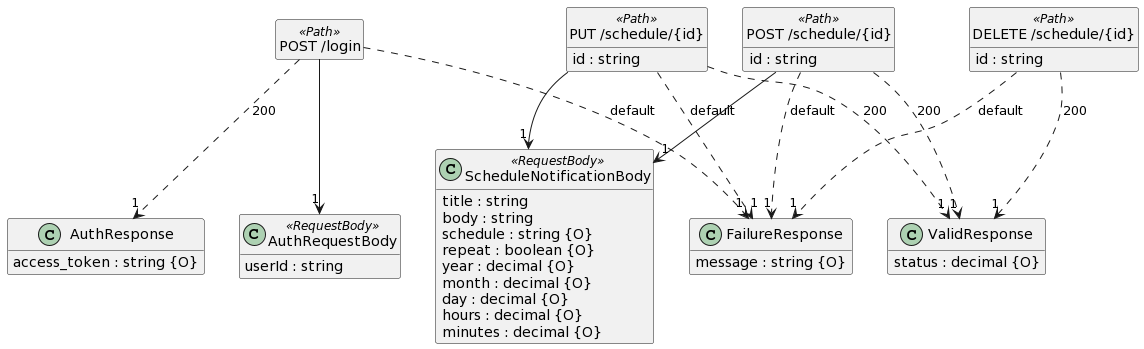 «Path»
POST /login
«Path»
PUT /schedule/{id}
id : string
«Path»
POST /schedule/{id}
id : string
«Path»
DELETE /schedule/{id}
id : string
200
default
default
default
200
200
default
200
1
1
1
1
1
1
1
1
1
1
1
C
AuthResponse
access_token : string {O}
C
«RequestBody»
AuthRequestBody
userId : string
C
«RequestBody»
ScheduleNotificationBody
title : string
body : string
schedule : string {O}
repeat : boolean {O}
year : decimal {O}
month : decimal {O}
day : decimal {O}
hours : decimal {O}
minutes : decimal {O}
C
FailureResponse
message : string {O}
C
ValidResponse
status : decimal {O}